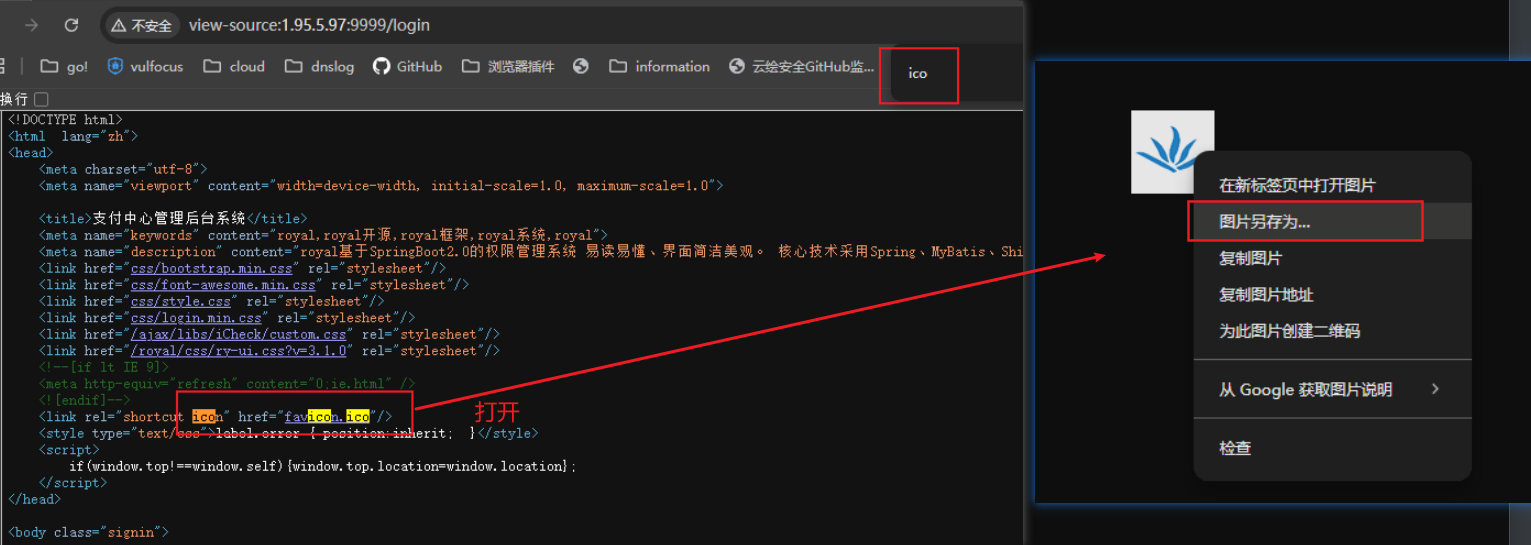 不安全 view-source:1.95.5.97:9999/login
go! vulfocus cloud dnslog GitHub 浏览器插件 information 云绘安全GitHub监...
ico
换行
<!DOCTYPE html>
<html  lang="zh">
<head>
    <meta charset="utf-8">
    <meta name="viewport" content="width=device-width, initial-scale=1.0, maximum-scale=1.0">
    <title>支付中心管理后台系统</title>
    <meta name="keywords" content="royal,royal开源,royal框架,royal系统,royal">
    <meta name="description" content="royal基于SpringBoot2.0的权限管理系统 易读易懂、界面简洁美观。 核心技术采用Spring、MyBatis、Shi
    <link href="css/bootstrap.min.css" rel="stylesheet"/>
    <link href="css/font-awesome.min.css" rel="stylesheet"/>
    <link href="css/style.css" rel="stylesheet"/>
    <link href="css/login.min.css" rel="stylesheet"/>
    <link href="/ajax/libs/iCheck/custom.css" rel="stylesheet"/>
    <link href="/royal/css/ry-ui.css?v=3.1.0" rel="stylesheet"/>
    <!--[if lt IE 9]>
    <meta http-equiv="refresh" content="0;ie.html" />
    <![endif]-->
    <link rel="shortcut icon" href="favicon.ico"/>
    <style type="text/css">label.error { position:inherit;  }</style>
    <script>
        if(window.top!==window.self){window.top.location=window.location};
    </script>
</head>
<body class="signin">
打开
在新标签页中打开图片
图片另存为...
复制图片
复制图片地址
为此图片创建二维码
从 Google 获取图片说明
检查